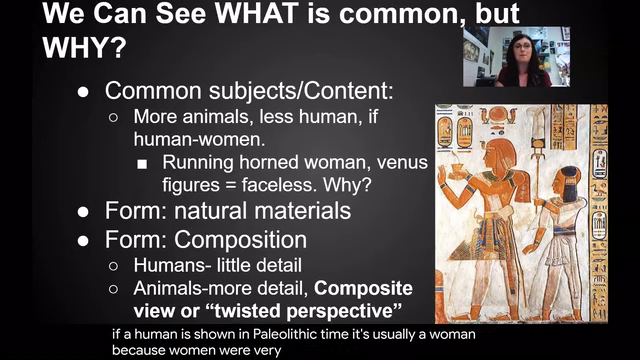 We Can See WHAT is common, but
WHY?
● Common subjects/Content:
○ More animals, less human, if
human-women.
■ Running horned woman, venus
figures = faceless. Why?
● Form: natural materials
● Form: Composition
○ Humans- little detail
○ Animals-more detail, Composite
view or “twisted perspective”
if a human is shown in Paleolithic time it's usually a woman
because women were very